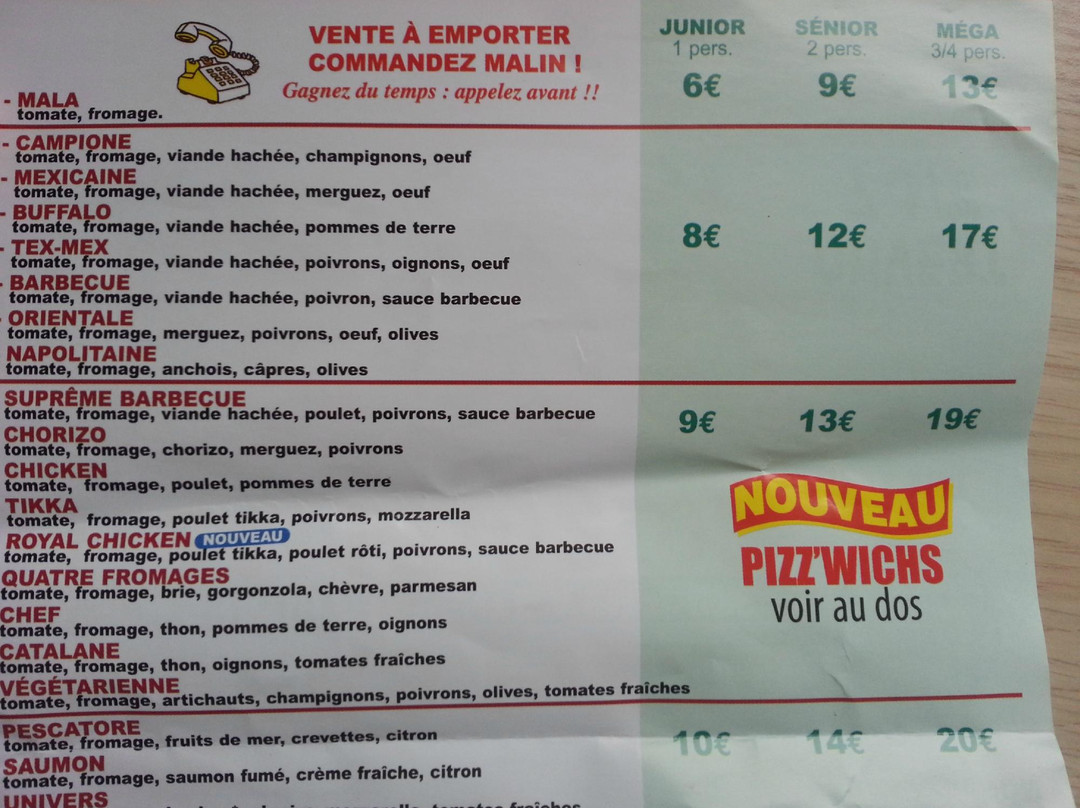 VENTE À EMPORTER
COMMANDEZ MALIN !
Gagnez du temps : appelez avant !!
JUNIOR SÉNIOR MÉGA
1 pers. 2 pers. 3/4 pers.
6€ 9€ 13€
- MALA
tomate, fromage.
- CAMPIONE
tomate, fromage, viande hachée, champignons, oeuf
- MEXICAINE
tomate, fromage, viande hachée, merguez, oeuf
- BUFFALO
tomate, fromage, viande hachée, pommes de terre
- TEX-MEX
tomate, fromage, viande hachée, poivrons, oignons, oeuf
- BARBECUE
tomate, fromage, viande hachée, poivron, sauce barbecue
- ORIENTALE
tomate, fromage, merguez, poivrons, oeuf, olives
NAPOLITAINE
tomate, fromage, anchois, câpres, olives
8€ 12€ 17€
SUPRÊME BARBECUE
tomate, fromage, viande hachée, poulet, poivrons, sauce barbecue
9€ 13€ 19€
CHORIZO
tomate, fromage, chorizo, merguez, poivrons
CHICKEN
tomate, fromage, poulet, pommes de terre
TIKKA
tomate, fromage, poulet tikka, poivrons, mozzarella
ROYAL CHICKEN NOUVEAU
tomate, fromage, poulet tikka, poulet rôti, poivrons, sauce barbecue
QUATRE FROMAGES
tomate, fromage, brie, gorgonzola, chèvre, parmesan
CHEF
tomate, fromage, thon, pommes de terre, oignons
CATALANE
tomate, fromage, thon, oignons, tomates fraîches
VÉGÉTARIENNE
tomate, fromage, artichauts, champignons, poivrons, olives, tomates fraîches
NOUVEAU
PIZZ'WICHS
voir au dos
PESCATORE
tomate, fromage, fruits de mer, crevettes, citron
10€ 14€ 20€
SAUMON
tomate, fromage, saumon fumé, crème fraîche, citron
UNIVERS
tomates fraîches